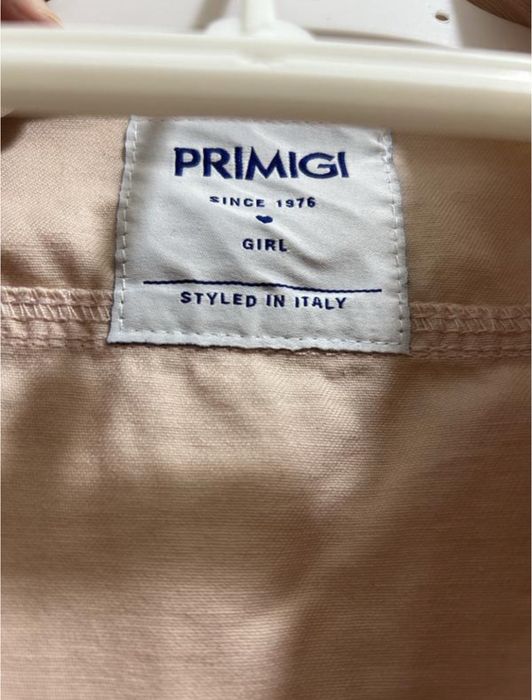 PRIMIGI
SINCE 1976
GIRL
STYLED IN ITALY